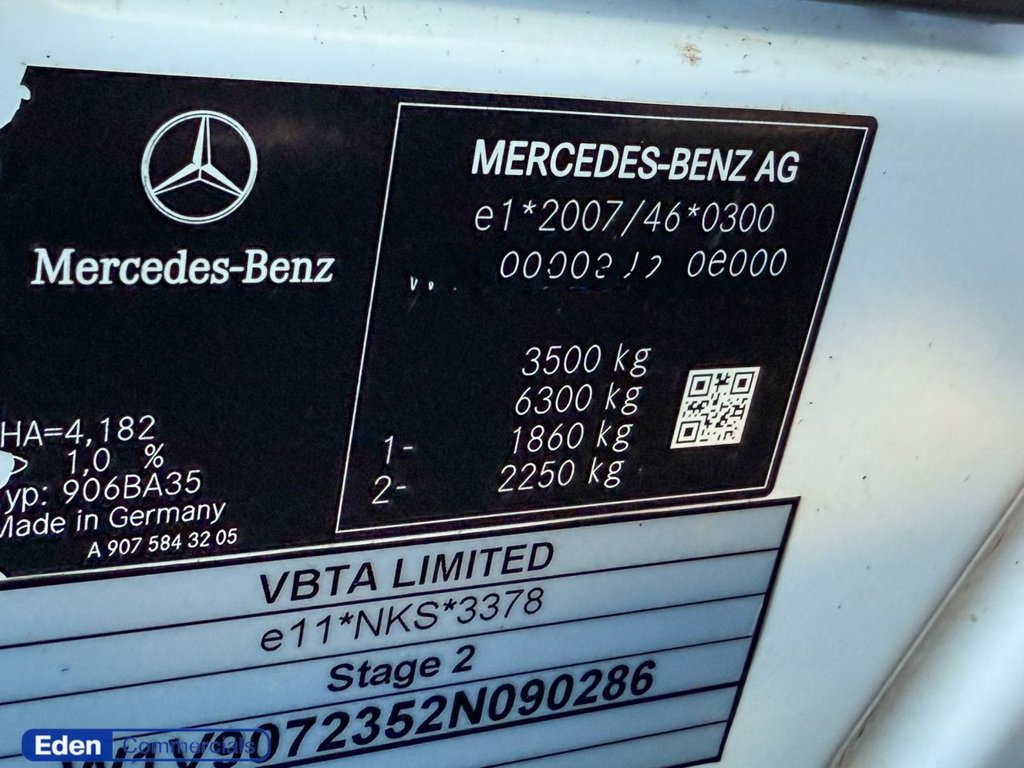 Mercedes-Benz
HA=4,182
1,0 %
yp: 906BA35
Made in Germany
A 907 584 32 05
MERCEDES-BENZ AG
e1*2007/46*0300
3500 kg
6300 kg
1- 1860 kg
2- 2250 kg
VBTA LIMITED
e11*NKS*3378
Stage 2
W1V9072352N090286
Eden Commercials